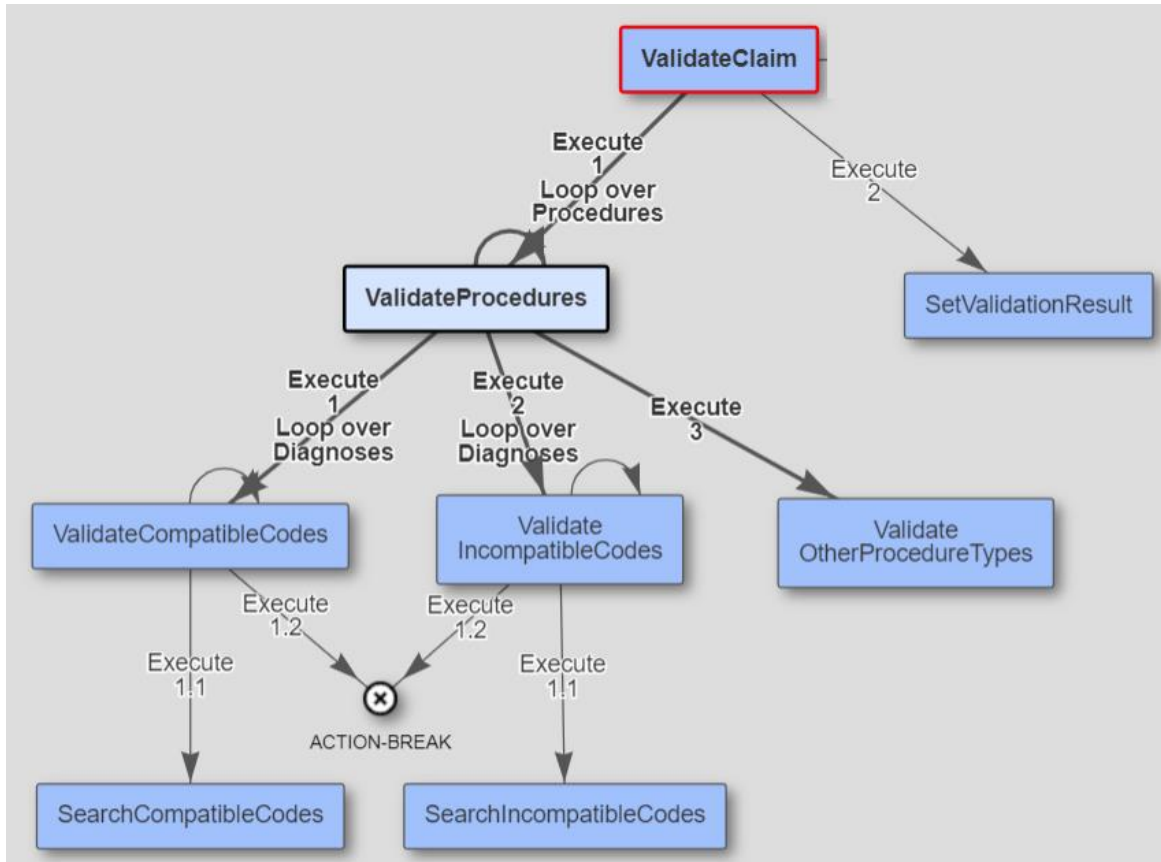 ValidateClaim
Execute
1
Loop over
Procedures
Execute
2
ValidateProcedures
SetValidationResult
Execute
1
Loop over
Diagnoses
Execute
2
Loop over
Diagnoses
Execute
3
ValidateCompatibleCodes
Validate
IncompatibleCodes
Validate
OtherProcedureTypes
Execute
1.2
Execute
1.2
Execute
1.1
Execute
1.1
ACTION-BREAK
SearchCompatibleCodes
SearchIncompatibleCodes